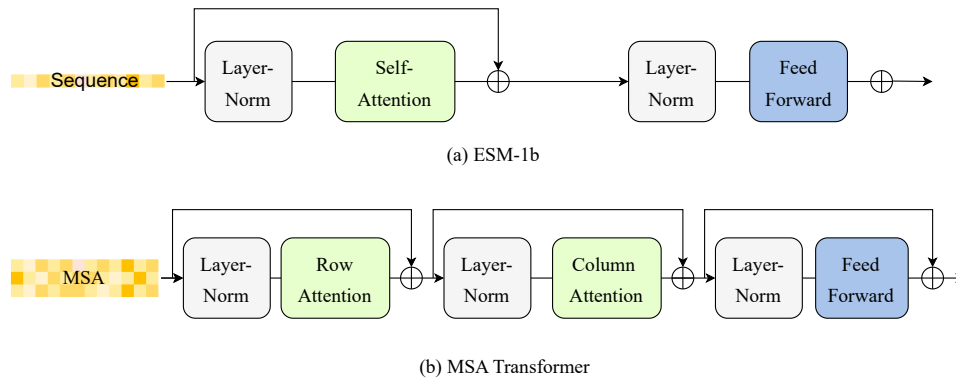 Sequence
Layer-
Norm
Self-
Attention
Layer-
Norm
Feed
Forward
(a) ESM-1b
MSA
Layer-
Norm
Row
Attention
Layer-
Norm
Column
Attention
Layer-
Norm
Feed
Forward
(b) MSA Transformer